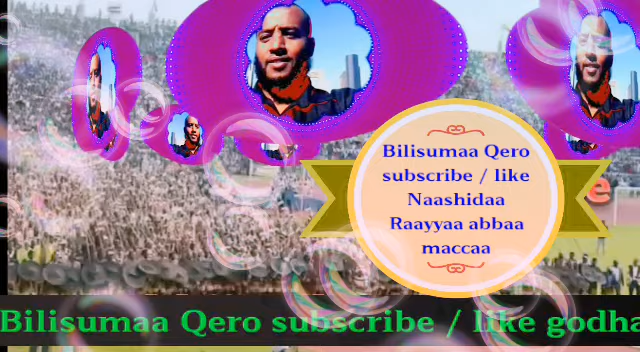 Bilisumaa Qero
subscribe / like
Naashidaa
Raayyaa abbaa
maccaa
e
Bilisumaa Qero subscribe / like godha